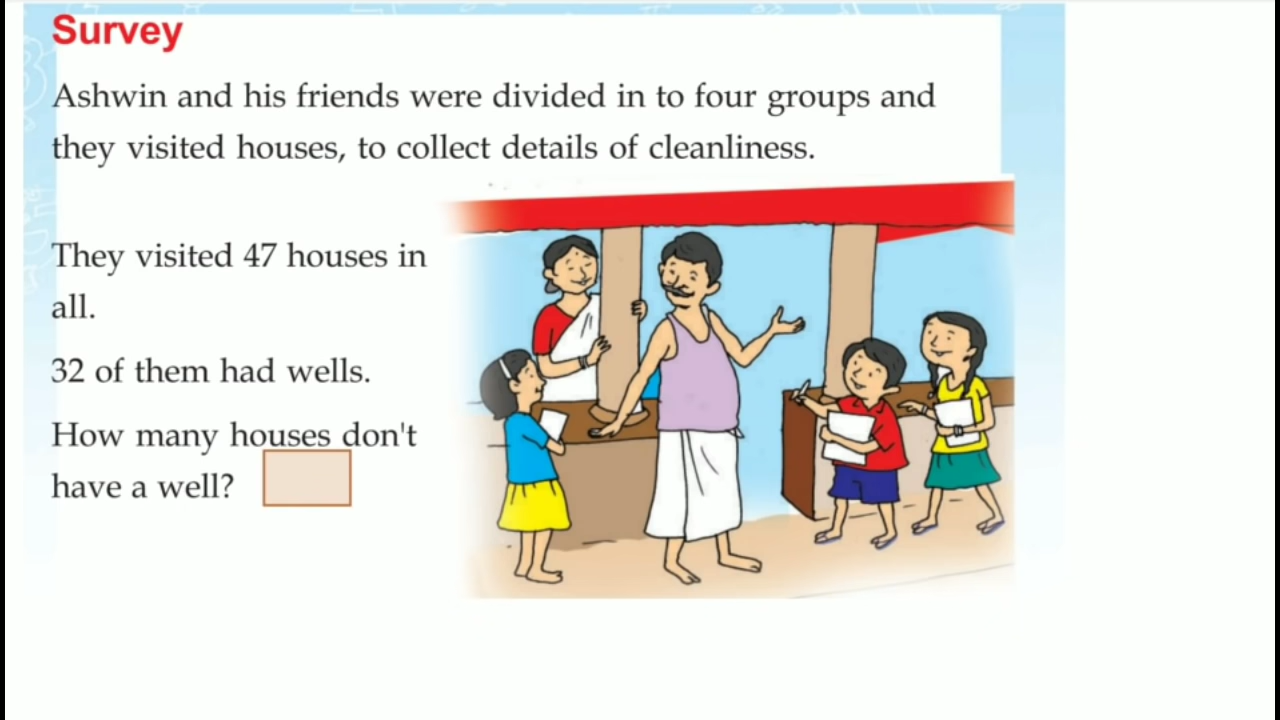 Survey
Ashwin and his friends were divided in to four groups and
they visited houses, to collect details of cleanliness.
They visited 47 houses in
all.
32 of them had wells.
How many houses don't
have a well?